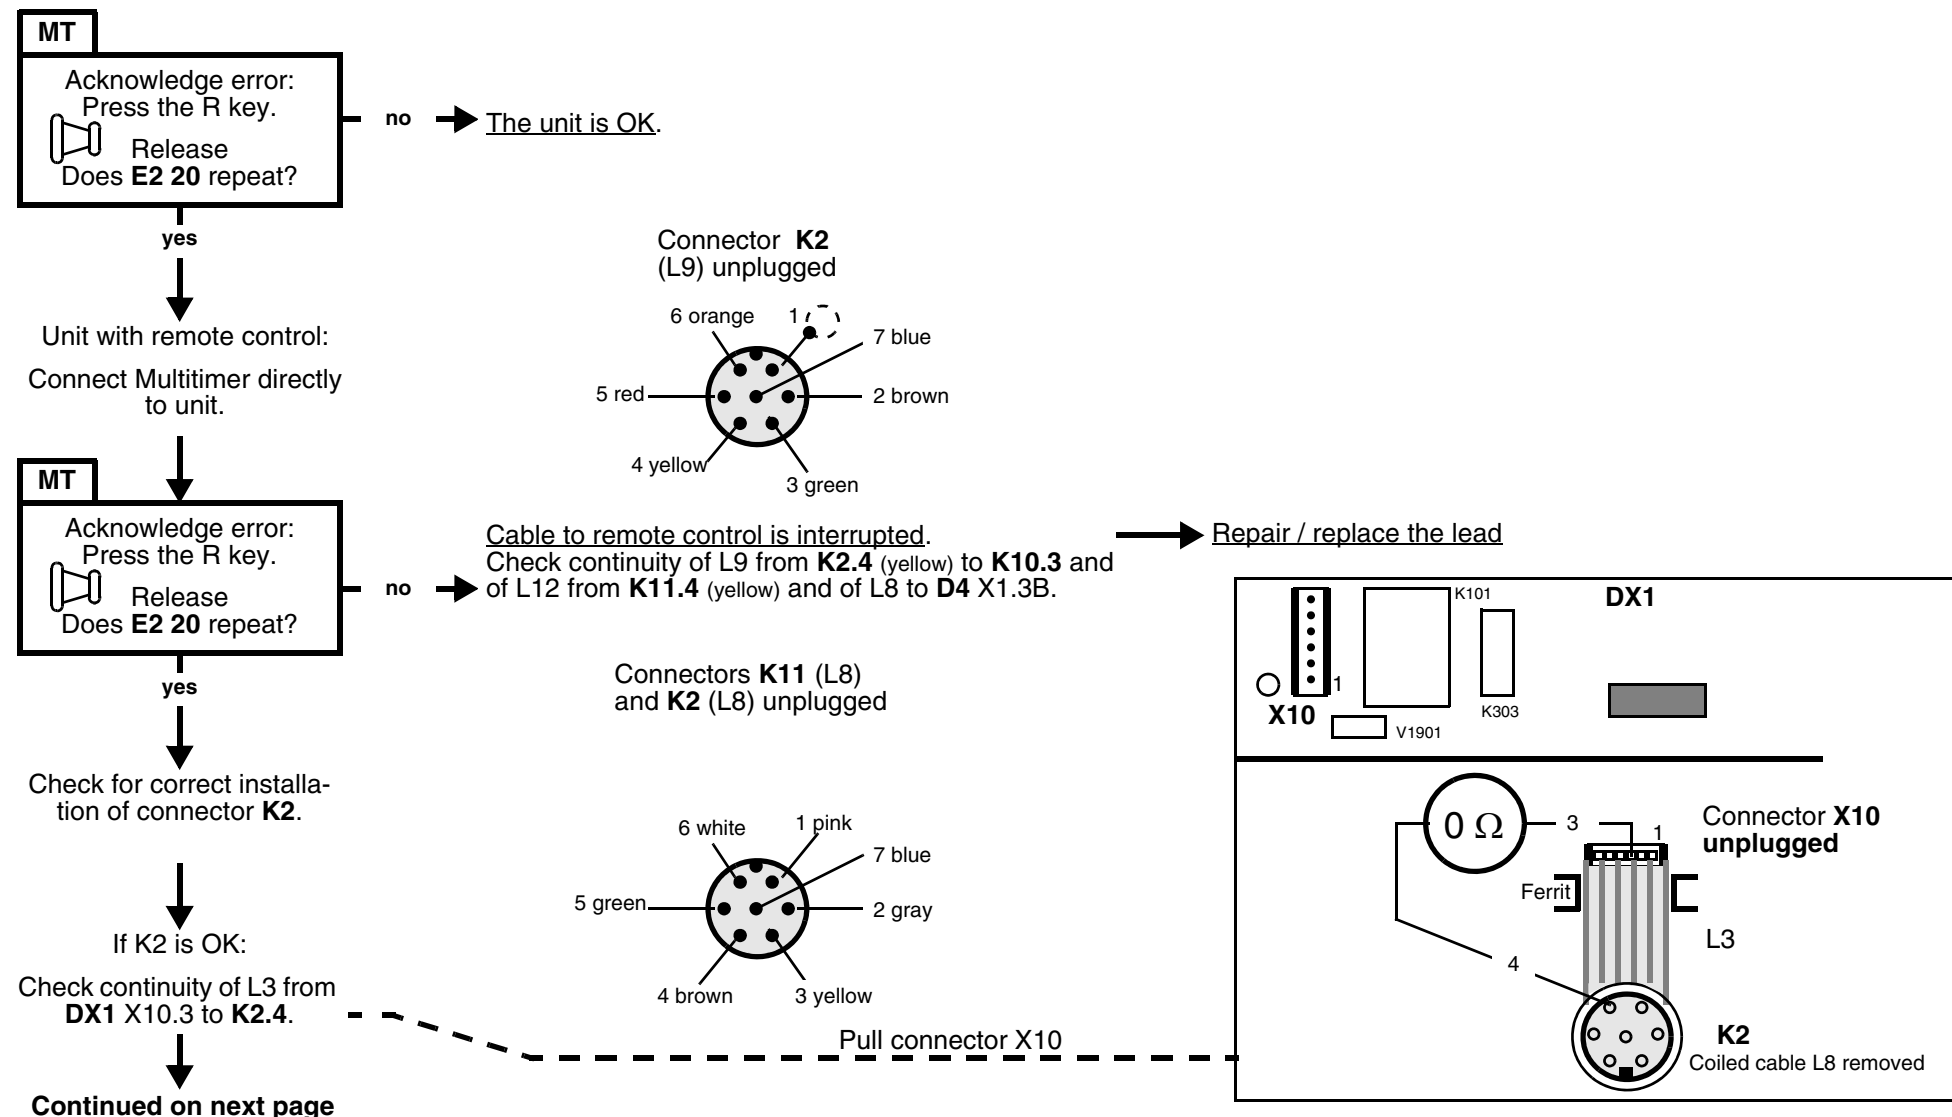 MT
Acknowledge error:
Press the R key.
Release
Does E2 20 repeat?
no
The unit is OK.
yes
Unit with remote control:
Connect Multitimer directly
to unit.
Connector K2
(L9) unplugged
6 orange
1
7 blue
5 red
2 brown
4 yellow
3 green
MT
Acknowledge error:
Press the R key.
Release
Does E2 20 repeat?
no
Cable to remote control is interrupted.
Check continuity of L9 from K2.4 (yellow) to K10.3 and
of L12 from K11.4 (yellow) and of L8 to D4 X1.3B.
Repair / replace the lead
yes
Check for correct installa-
tion of connector K2.
If K2 is OK:
Check continuity of L3 from
DX1 X10.3 to K2.4.
Continued on next page
Connectors K11 (L8)
and K2 (L8) unplugged
6 white
1 pink
7 blue
5 green
2 gray
4 brown
3 yellow
Pull connector X10
K101
DX1
1
X10
K303
V1901
0 Ω
3
1
Connector X10
unplugged
Ferrit
L3
4
K2
Coiled cable L8 removed